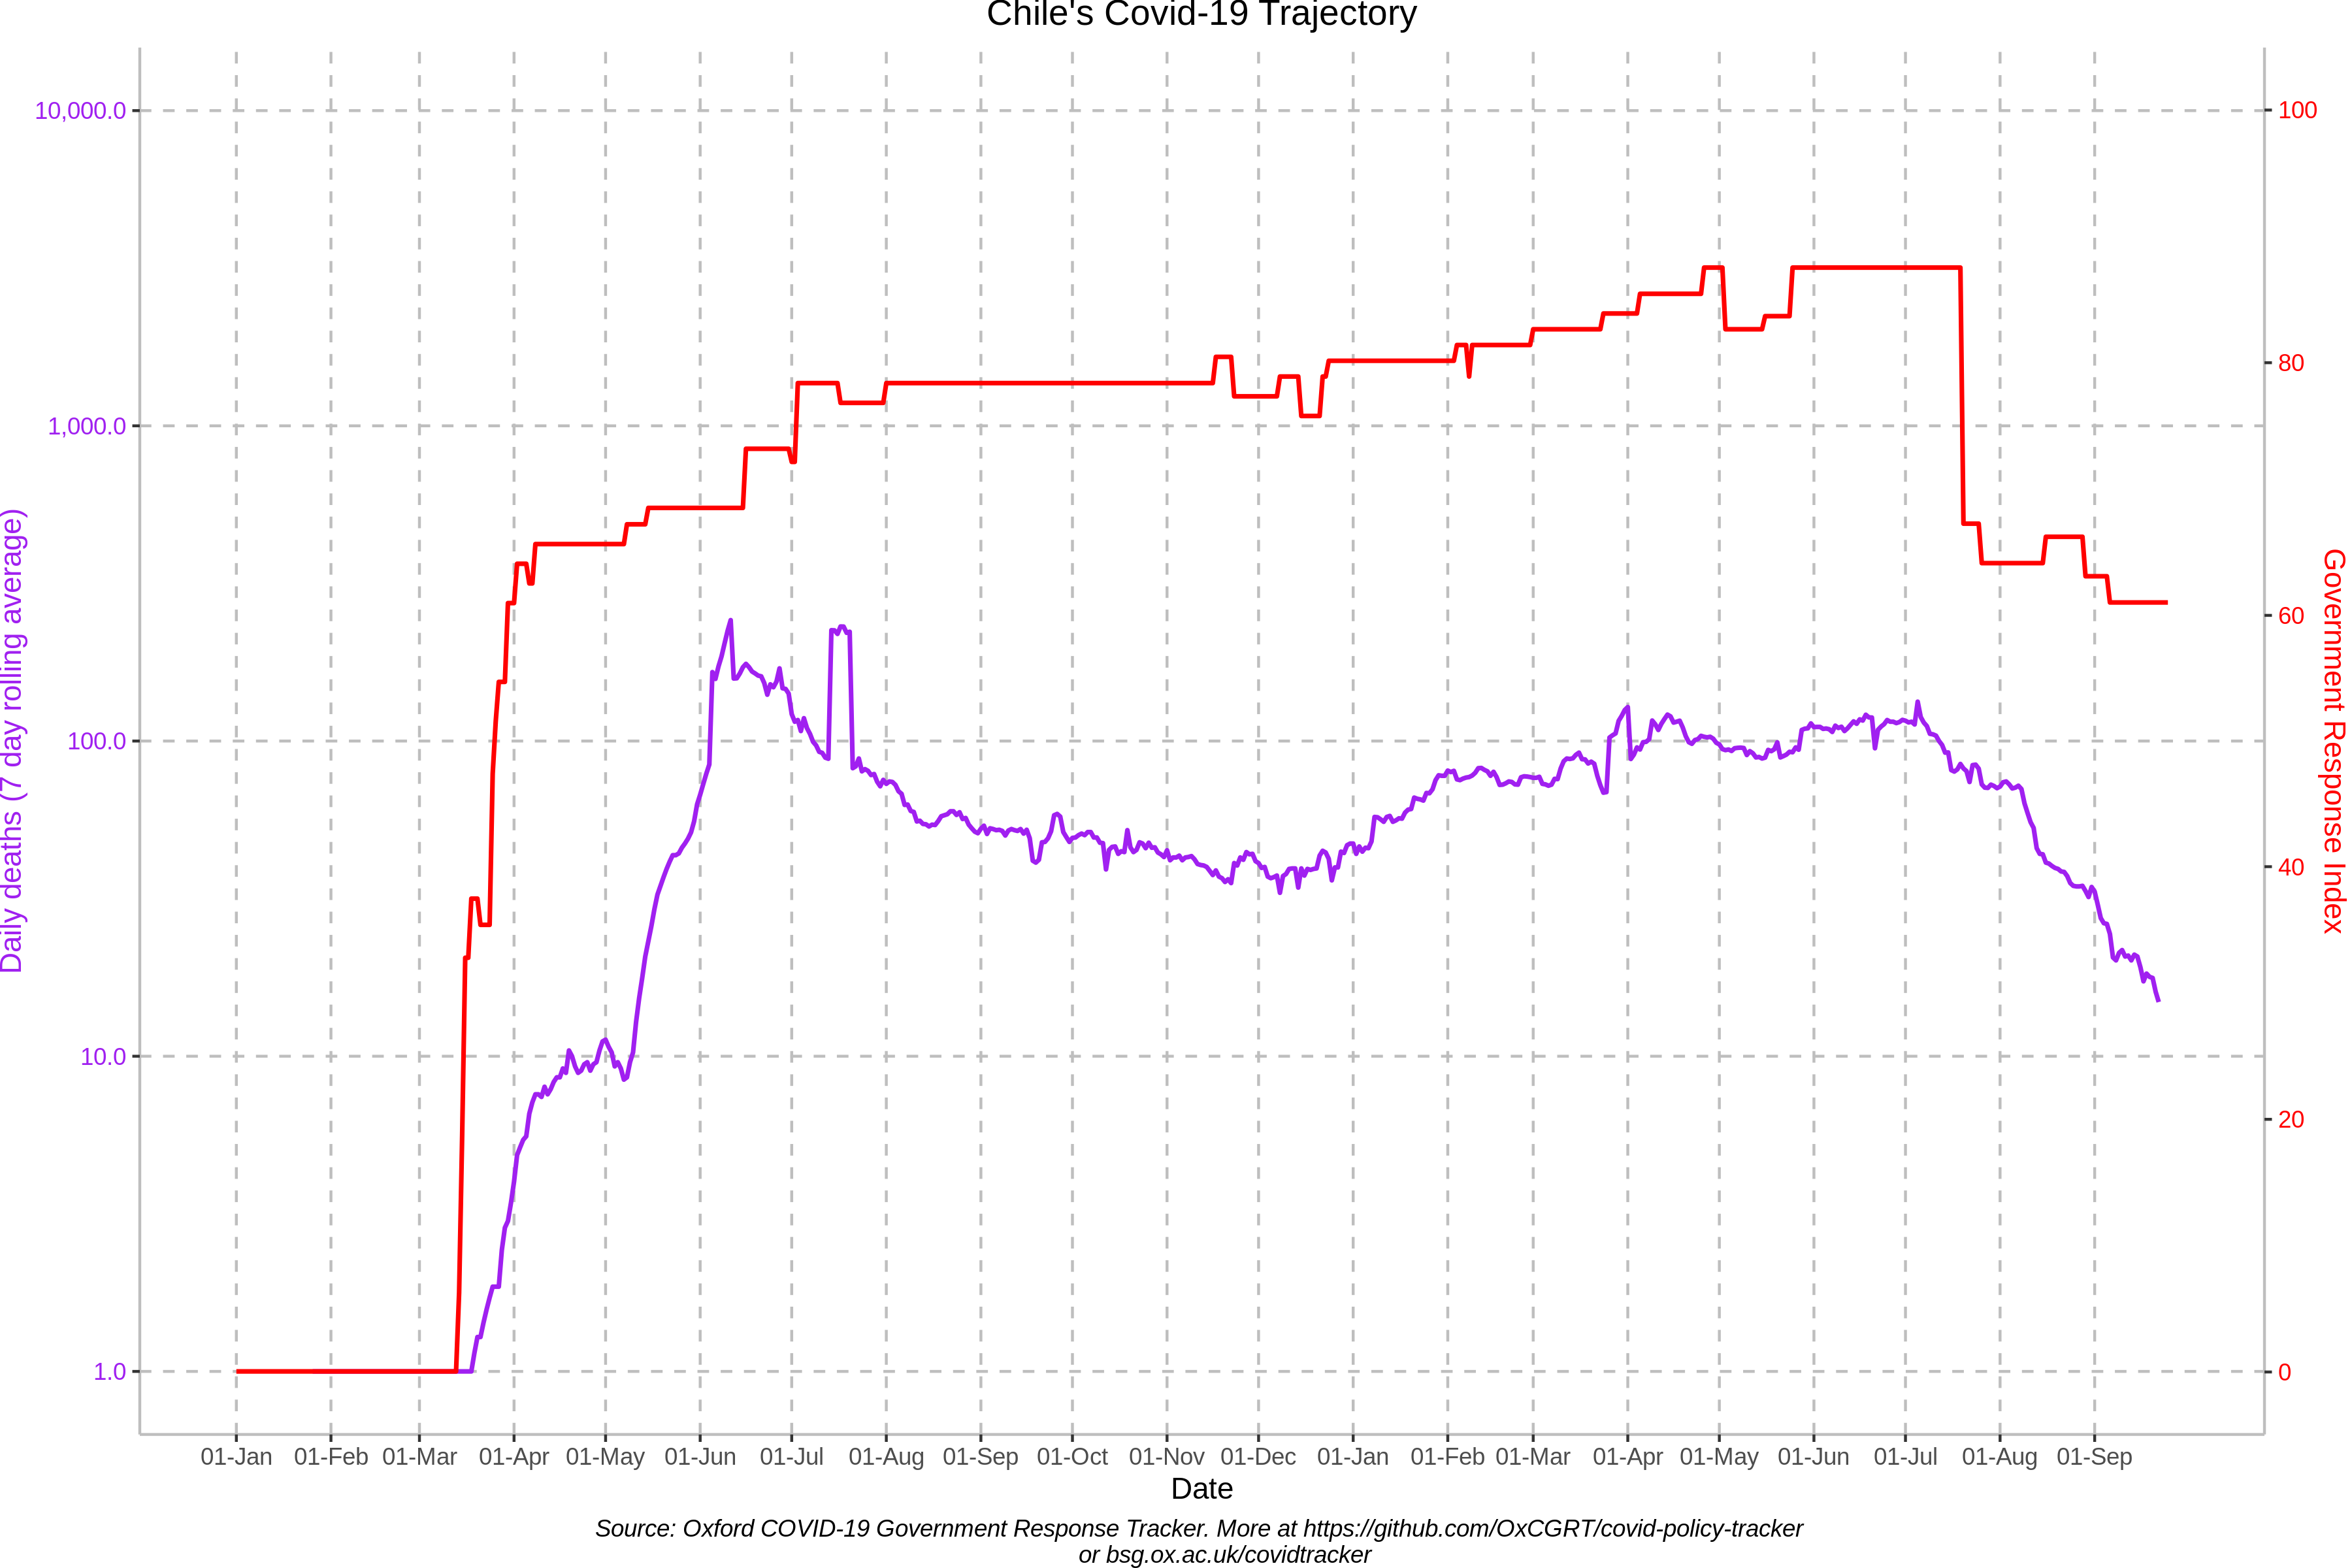 Chile's Covid-19 Trajectory
Daily deaths (7 day rolling average)
10,000.0
1,000.0
100.0
10.0
1.0
100
80
60
40
20
0
Government Response Index
01-Jan 01-Feb 01-Mar 01-Apr 01-May 01-Jun 01-Jul 01-Aug 01-Sep 01-Oct 01-Nov 01-Dec 01-Jan 01-Feb 01-Mar 01-Apr 01-May 01-Jun 01-Jul 01-Aug 01-Sep
Date
Source: Oxford COVID-19 Government Response Tracker. More at https://github.com/OxCGRT/covid-policy-tracker
or bsg.ox.ac.uk/covidtracker